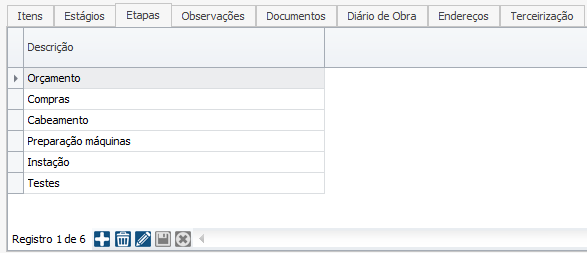 Itens Estágios Etapas Observações Documentos Diário de Obra Endereços Terceirização
Descrição
Orçamento
Compras
Cabeamento
Preparação máquinas
Instação
Testes
Registro 1 de 6